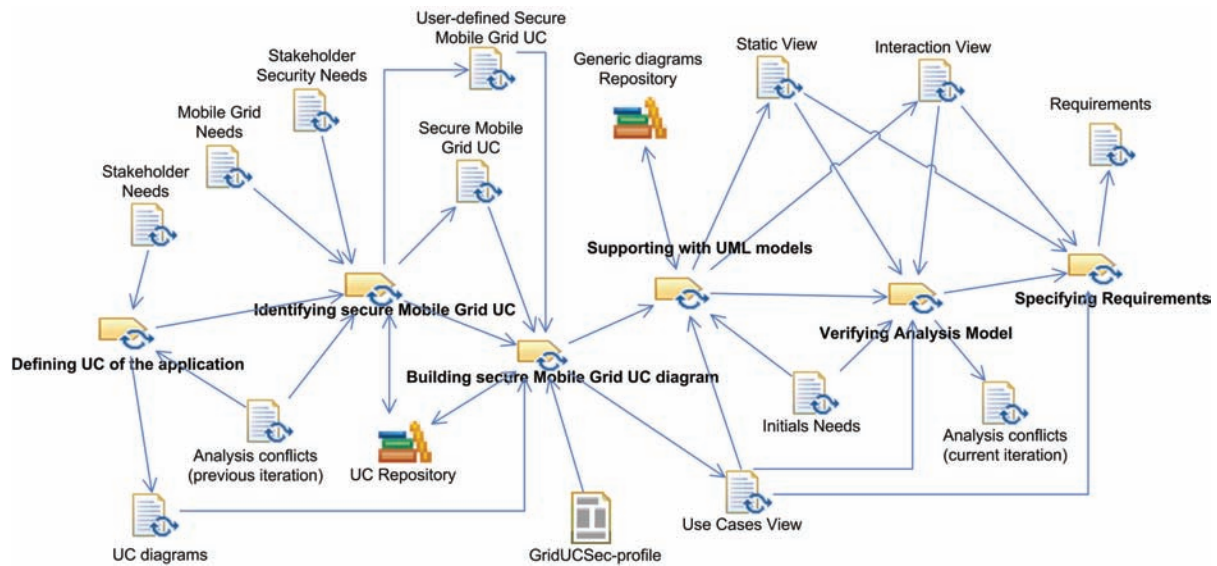 User-defined Secure
Mobile Grid UC
Static View
Interaction View
Stakeholder
Security Needs
Generic diagrams
Repository
Mobile Grid
Needs
Secure Mobile
Grid UC
Requirements
Stakeholder
Needs
Supporting with UML models
Identifying secure Mobile Grid UC
Specifying Requirements
Defining UC of the application
Verifying Analysis Model
Building secure Mobile Grid UC diagram
Analysis conflicts
(previous iteration)
UC Repository
Initials Needs
Analysis conflicts
(current iteration)
UC diagrams
GridUCSec-profile
Use Cases View